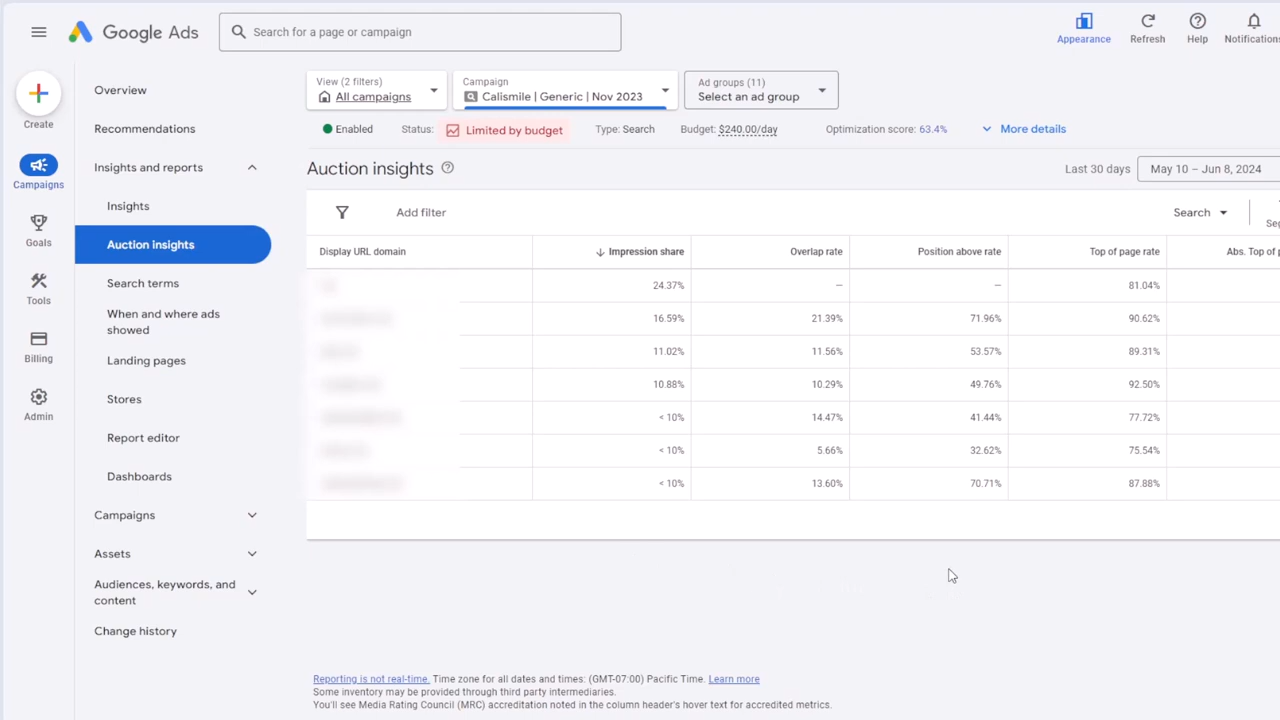 Google Ads
Search for a page or campaign
Appearance
Refresh
Help
Notifications
Create
Campaigns
Goals
Tools
Billing
Admin
Overview
Recommendations
Insights and reports
Insights
Auction insights
Search terms
When and where ads
showed
Landing pages
Stores
Report editor
Dashboards
Campaigns
Assets
Audiences, keywords, and
content
Change history
View (2 filters)
All campaigns
Campaign
Calismile | Generic | Nov 2023
Ad groups (11)
Select an ad group
Enabled Status: Limited by budget Type: Search Budget: $240.00/day Optimization score: 63.4% More details
Auction insights
Last 30 days May 10 – Jun 8, 2024
Add filter
Search
Seg
Display URL domain Impression share Overlap rate Position above rate Top of page rate Abs. Top of p
24.37% — — 81.04%
16.59% 21.39% 71.96% 90.62%
11.02% 11.56% 53.57% 89.31%
10.88% 10.29% 49.76% 92.50%
< 10% 14.47% 41.44% 77.72%
< 10% 5.66% 32.62% 75.54%
< 10% 13.60% 70.71% 87.88%
Reporting is not real-time. Time zone for all dates and times: (GMT-07:00) Pacific Time. Learn more
Some inventory may be provided through third party intermediaries.
You'll see Media Rating Council (MRC) accreditation noted in the column header's hover text for accredited metrics.